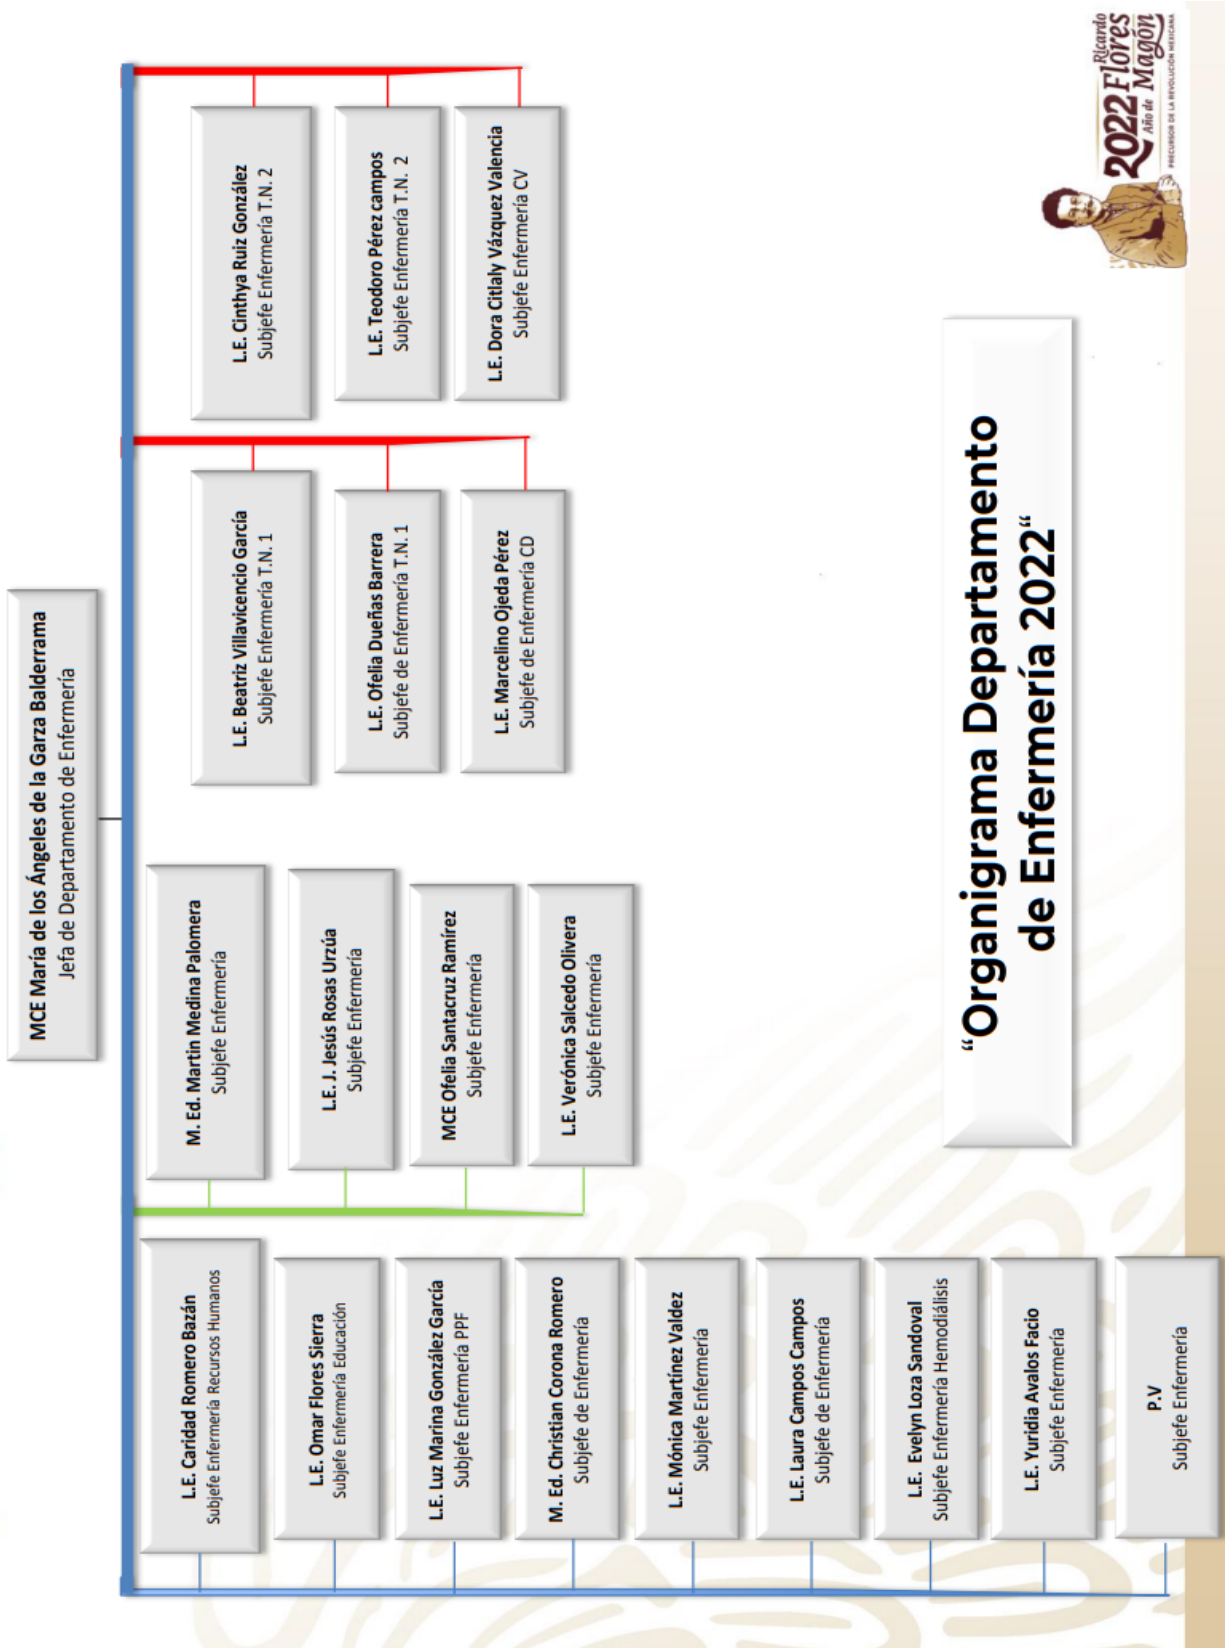 MCE María de los Ángeles de la Garza Balderrama
Jefa de Departamento de Enfermería
L.E. Caridad Romero Bazán
Subjefe Enfermería Recursos Humanos
L.E. Omar Flores Sierra
Subjefe Enfermería Educación
L.E. Luz Marina González García
Subjefe Enfermería PPF
M. Ed. Christian Corona Romero
Subjefe de Enfermería
L.E. Mónica Martínez Valdez
Subjefe Enfermería
L.E. Laura Campos Campos
Subjefe de Enfermería
L.E. Evelyn Loza Sandoval
Subjefe Enfermería Hemodiálisis
L.E. Yuridia Avalos Facio
Subjefe Enfermería
P.V
Subjefe Enfermería
M. Ed. Martin Medina Palomera
Subjefe Enfermería
L.E. J. Jesús Rosas Urzúa
Subjefe Enfermería
MCE Ofelia Santacruz Ramírez
Subjefe Enfermería
L.E. Verónica Salcedo Olivera
Subjefe Enfermería
L.E. Beatriz Villavicencio García
Subjefe Enfermería T.N. 1
L.E. Ofelia Dueñas Barrera
Subjefe de Enfermería T.N. 1
L.E. Marcelino Ojeda Pérez
Subjefe de Enfermería CD
L.E. Cinthya Ruiz González
Subjefe Enfermería T.N. 2
L.E. Teodoro Pérez campos
Subjefe Enfermería T.N. 2
L.E. Dora Citlaly Vázquez Valencia
Subjefe Enfermería CV
“Organigrama Departamento
de Enfermería 2022“
2022 Ricardo
Flores
Año de Magón
PRECURSOR DE LA REVOLUCIÓN MEXICANA